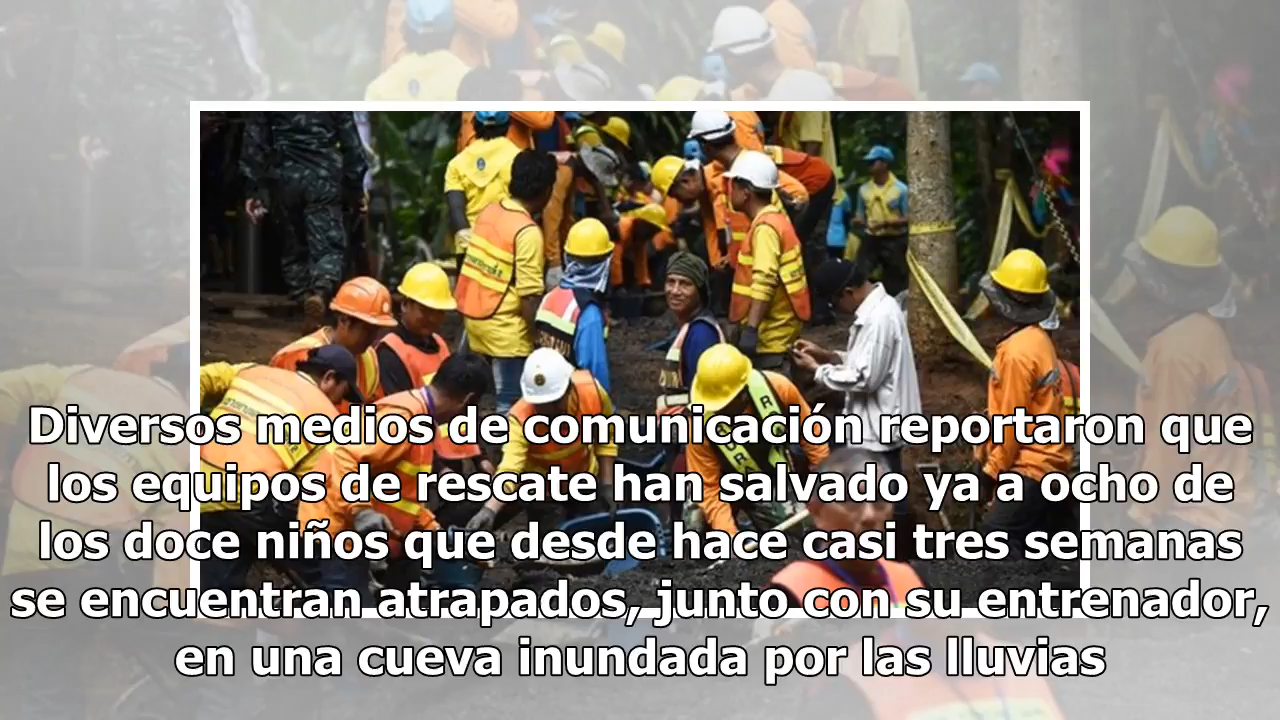 Diversos medios de comunicación reportaron que
los equipos de rescate han salvado ya a ocho de
los doce niños que desde hace casi tres semanas
se encuentran atrapados, junto con su entrenador,
en una cueva inundada por las lluvias